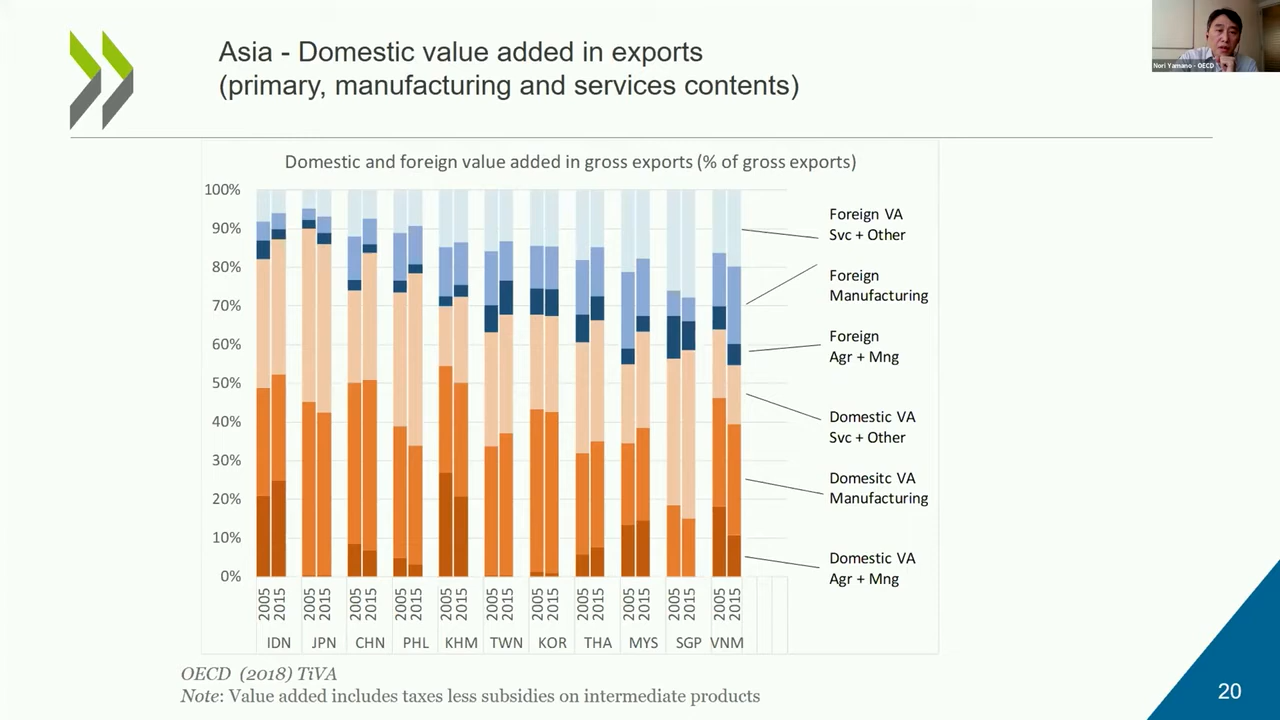 Asia - Domestic value added in exports
(primary, manufacturing and services contents)
Nori Yamano - OECD
Domestic and foreign value added in gross exports (% of gross exports)
100%
90%
80%
70%
60%
50%
40%
30%
20%
10%
0%
Foreign VA
Svc + Other
Foreign
Manufacturing
Foreign
Agr + Mng
Domestic VA
Svc + Other
Domesitc VA
Manufacturing
Domestic VA
Agr + Mng
2005 2015 2005 2015 2005 2015 2005 2015 2005 2015 2005 2015 2005 2015 2005 2015 2005 2015 2005 2015 2005 2015
IDN JPN CHN PHL KHM TWN KOR THA MYS SGP VNM
OECD (2018) TiVA
Note: Value added includes taxes less subsidies on intermediate products
20